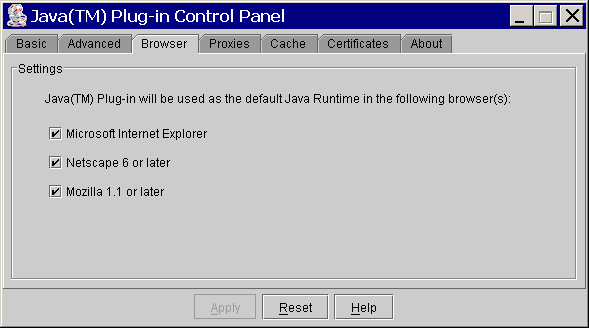 Java(TM) Plug-in Control Panel
Basic Advanced Browser Proxies Cache Certificates About
Settings
Java(TM) Plug-in will be used as the default Java Runtime in the following browser(s):
Microsoft Internet Explorer
Netscape 6 or later
Mozilla 1.1 or later
Apply Reset Help